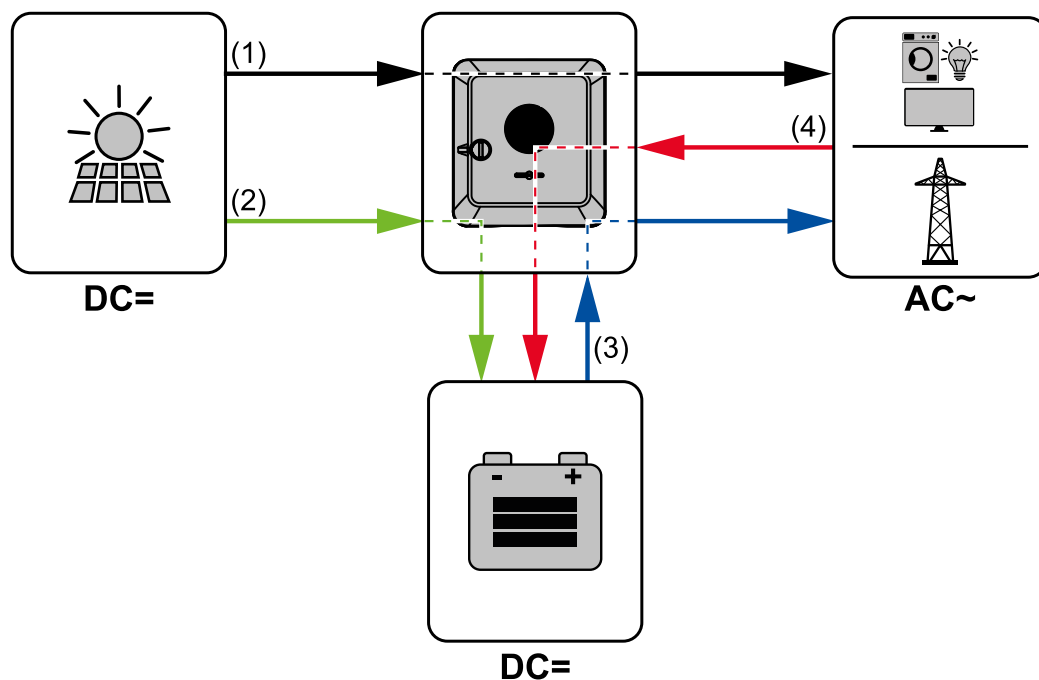 (1)
(4)
(2)
DC=
AC~
(3)
- +
DC=